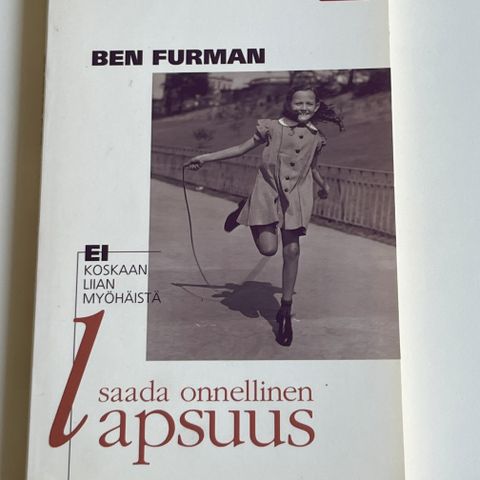 BEN FURMAN
EI
KOSKAAN
LIIAN
MYÖHÄISTÄ
saada onnellinen
lapsuus